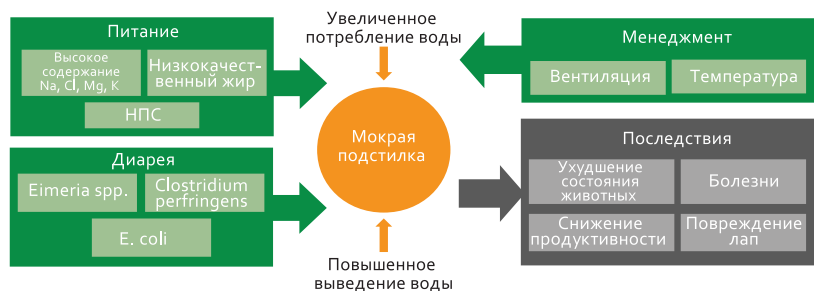 Питание
Высокое
содержание
Na, Cl, Mg, K
Низкокачест-
венный жир
НПС
Диарея
Eimeria spp.
Clostridium
perfringens
E. coli
Увеличенное
потребление воды
Мокрая
подстилка
Повышенное
выведение воды
Менеджмент
Вентиляция
Температура
Последствия
Ухудшение
состояния
животных
Болезни
Снижение
продуктивности
Повреждение
лап